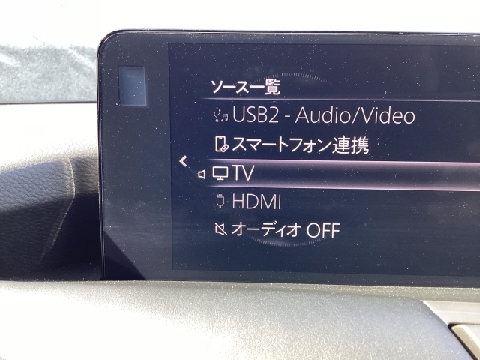 ソース一覧
USB2 - Audio/Video
スマートフォン連携
TV
HDMI
オーディオ OFF